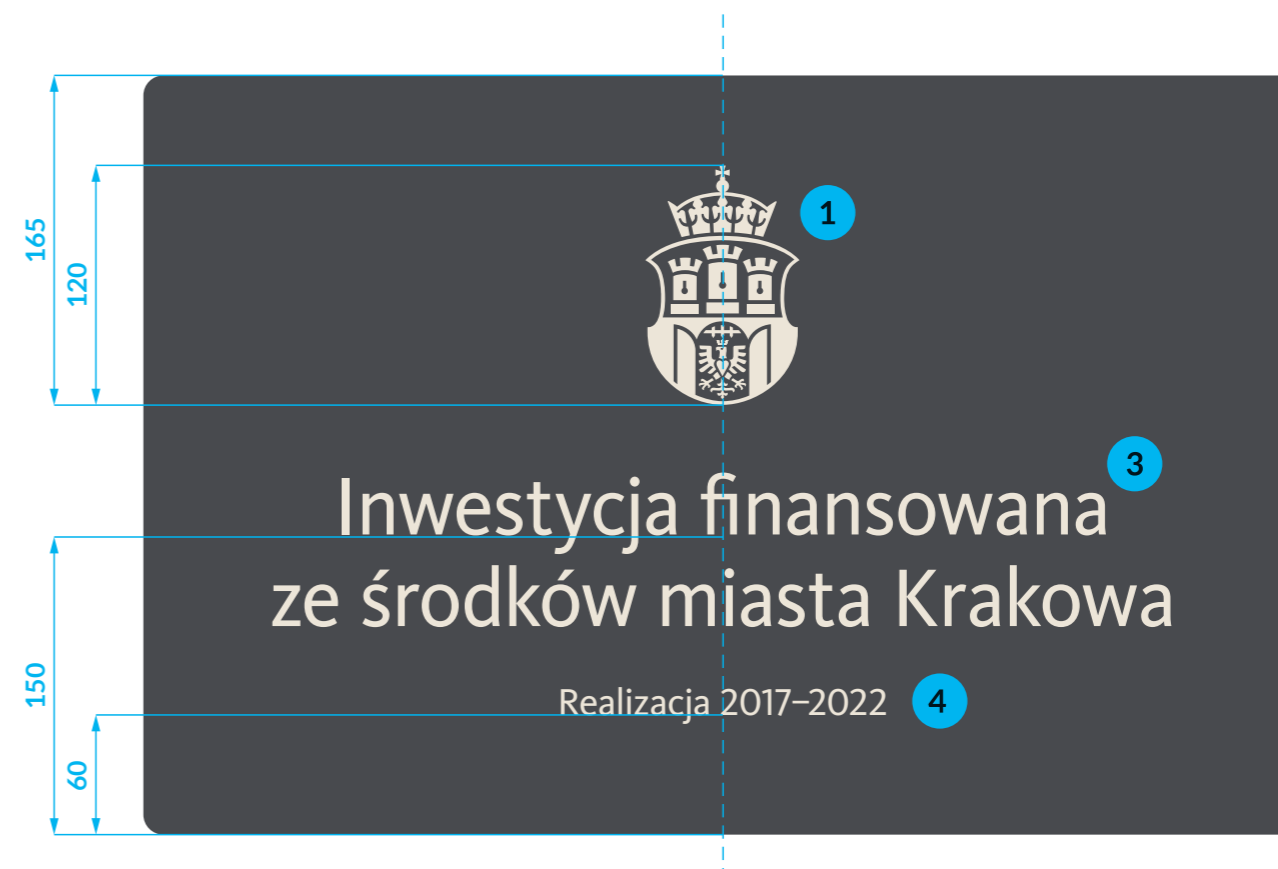 165
120
1
3
Inwestycja finansowana
ze środków miasta Krakowa
150
Realizacja 2017–2022
4
60